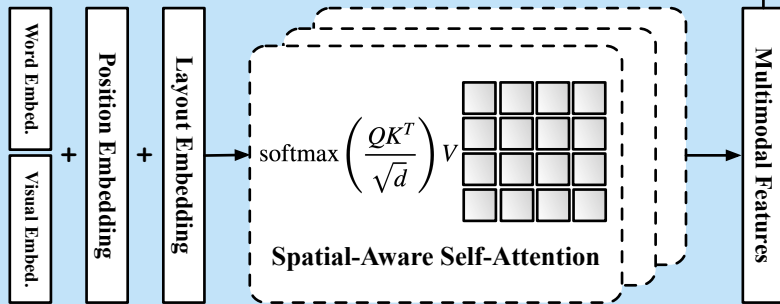 Word Embed.
Visual Embed.
+
Position Embedding
+
Layout Embedding
softmax(QK^T/√d)V
Spatial-Aware Self-Attention
Multimodal Features